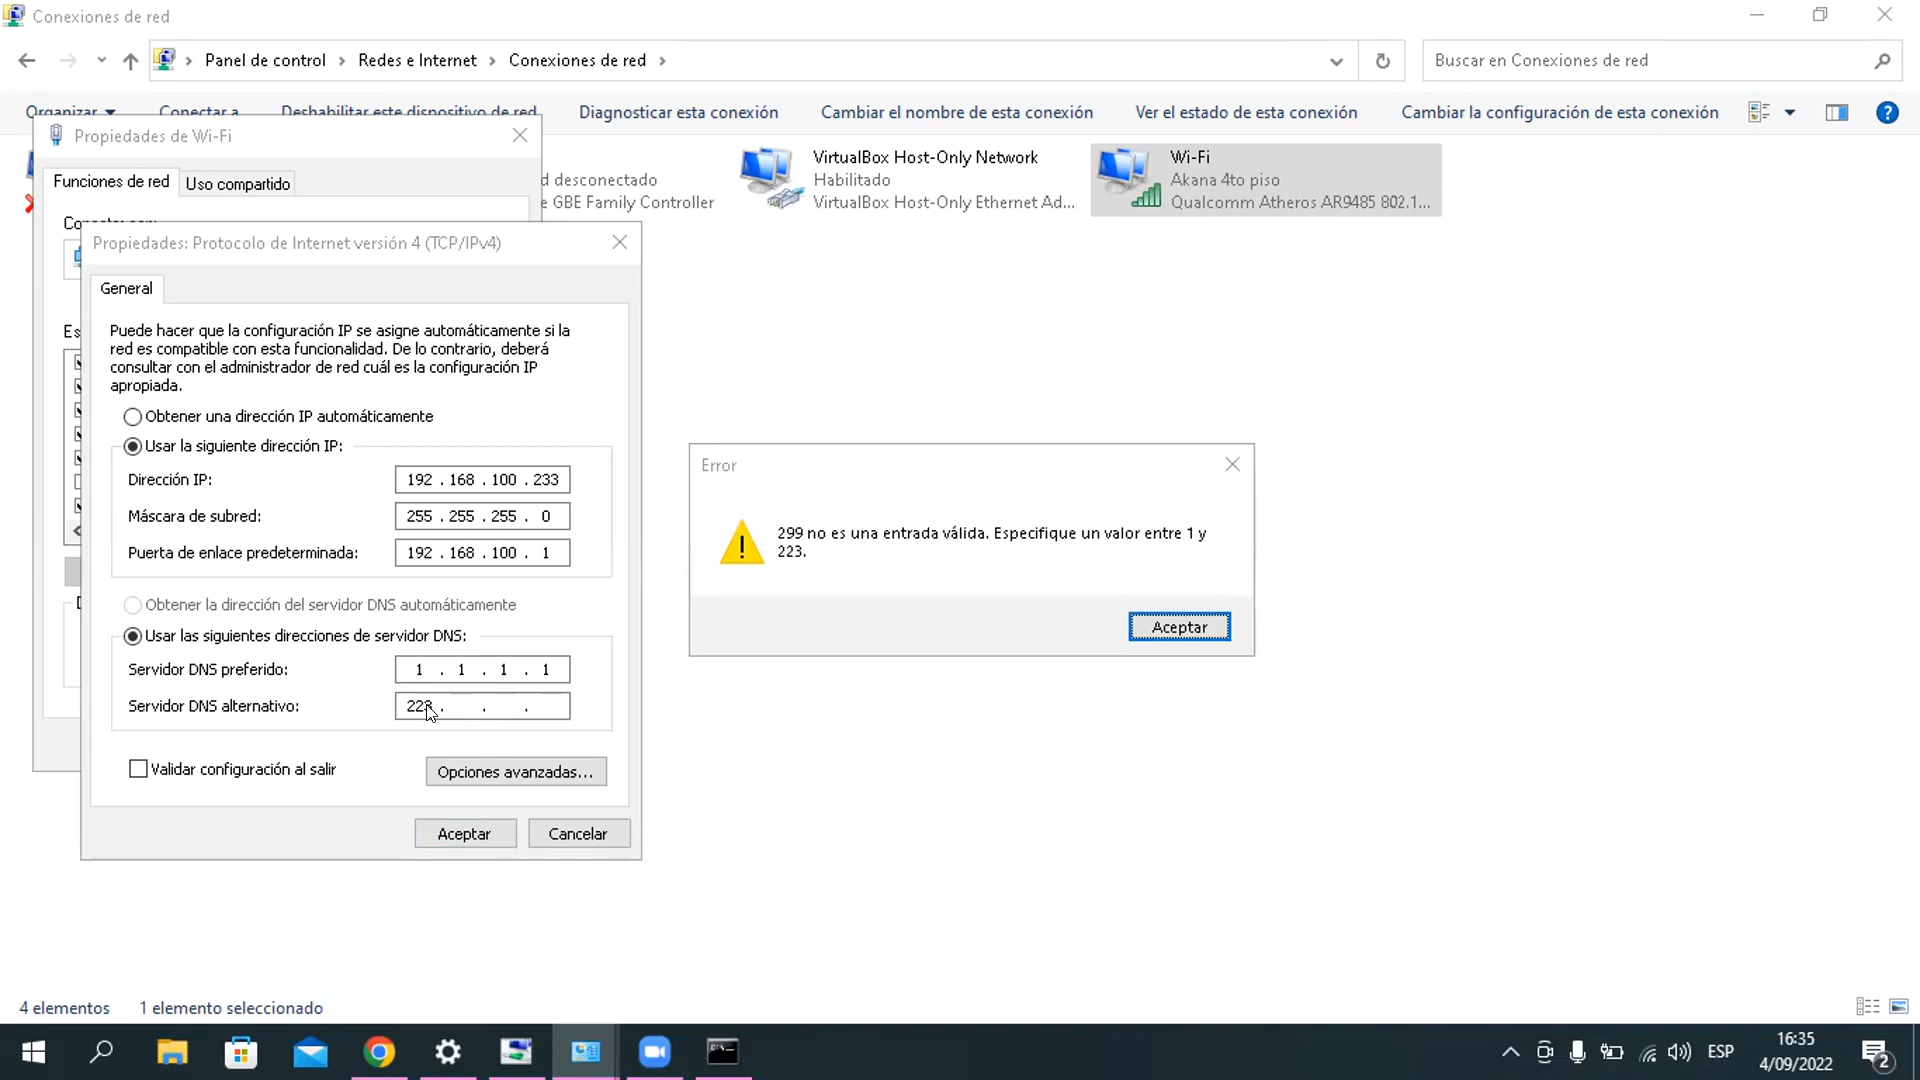 Conexiones de red
Panel de control > Redes e Internet > Conexiones de red >
Buscar en Conexiones de red
Organizar
Conectar a
Deshabilitar este dispositivo de red
Diagnosticar esta conexión
Cambiar el nombre de esta conexión
Ver el estado de esta conexión
Cambiar la configuración de esta conexión
Propiedades de Wi-Fi
Funciones de red
Uso compartido
d desconectado
e GBE Family Controller
VirtualBox Host-Only Network
Habilitado
VirtualBox Host-Only Ethernet Ad...
Wi-Fi
Akana 4to piso
Qualcomm Atheros AR9485 802.1...
Propiedades: Protocolo de Internet versión 4 (TCP/IPv4)
General
Es
Puede hacer que la configuración IP se asigne automáticamente si la
red es compatible con esta funcionalidad. De lo contrario, deberá
consultar con el administrador de red cuál es la configuración IP
apropiada.
Obtener una dirección IP automáticamente
Usar la siguiente dirección IP:
Dirección IP:
192 . 168 . 100 . 233
Máscara de subred:
255 . 255 . 255 . 0
Puerta de enlace predeterminada:
192 . 168 . 100 . 1
Obtener la dirección del servidor DNS automáticamente
Usar las siguientes direcciones de servidor DNS:
Servidor DNS preferido:
1 . 1 . 1 . 1
Servidor DNS alternativo:
223 . . .
Validar configuración al salir
Opciones avanzadas...
Aceptar
Cancelar
Error
299 no es una entrada válida. Especifique un valor entre 1 y
223.
Aceptar
4 elementos
1 elemento seleccionado
ESP
16:35
4/09/2022
2